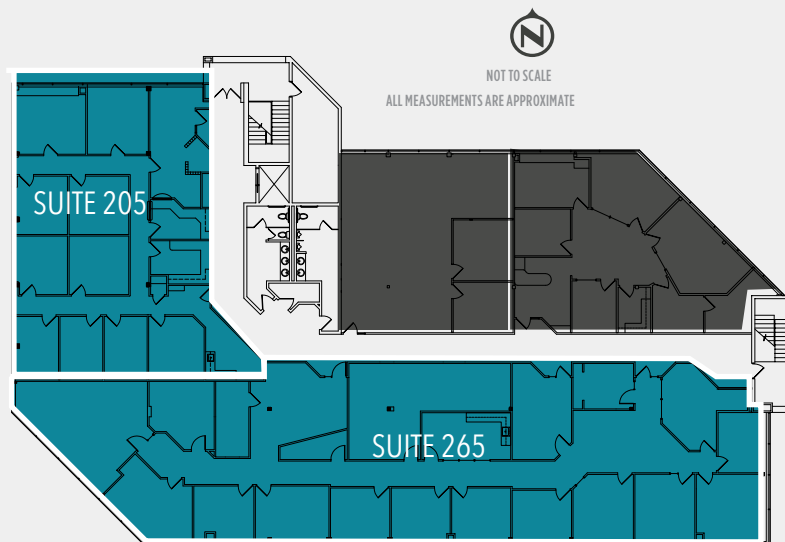 N
NOT TO SCALE
ALL MEASUREMENTS ARE APPROXIMATE
SUITE 205
SUITE 265